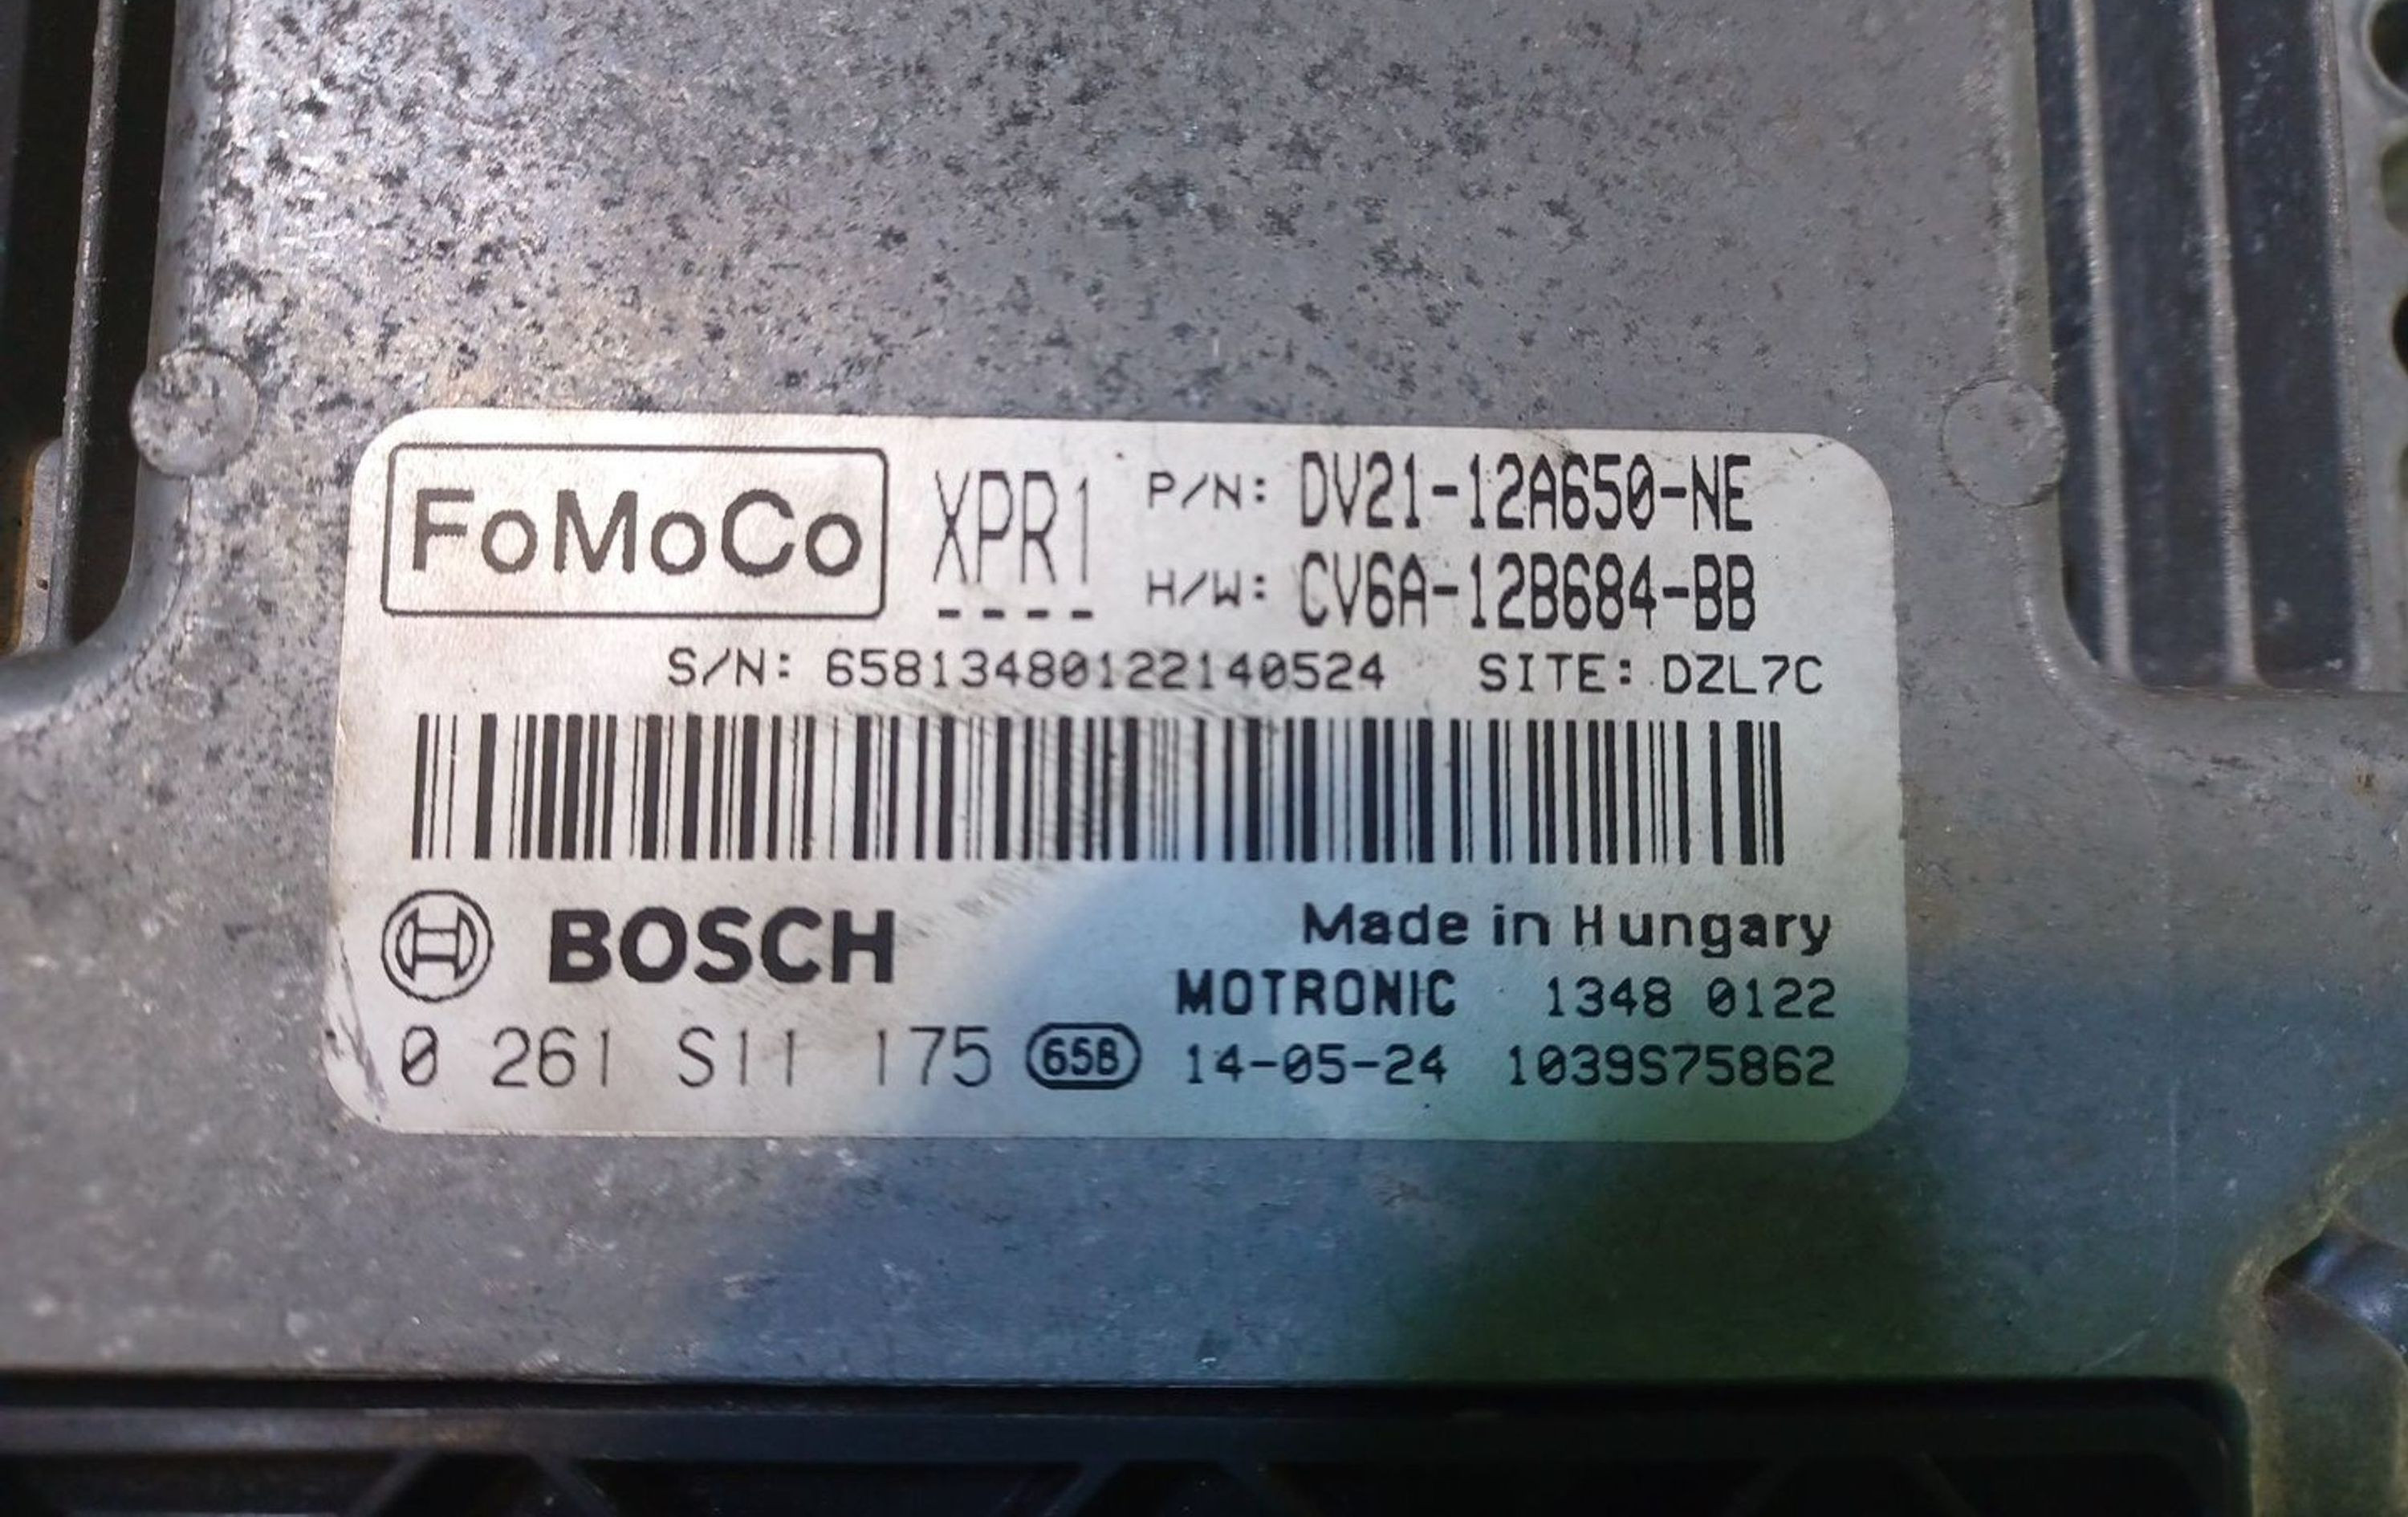 FoMoCo XPR1 P/N: DV21-12A650-NE
---- H/W: CV6A-12B684-BB
S/N: 65813480122140524 SITE: DZL7C
BOSCH Made in Hungary
MOTRONIC 1348 0122
0 261 S11 175 65B 14-05-24 1039S75862